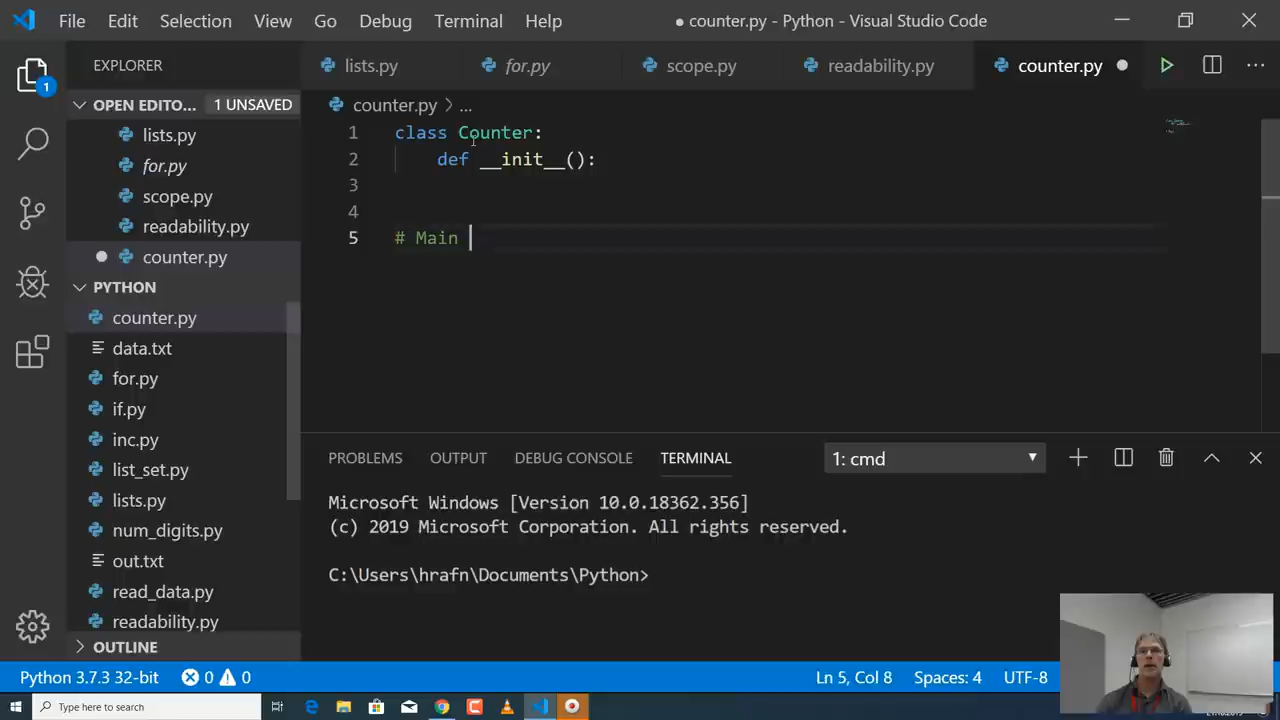 File Edit Selection View Go Debug Terminal Help ● counter.py - Python - Visual Studio Code
EXPLORER
lists.py for.py scope.py readability.py counter.py
OPEN EDITO... 1 UNSAVED
lists.py
for.py
scope.py
readability.py
counter.py
PYTHON
counter.py
data.txt
for.py
if.py
inc.py
list_set.py
lists.py
num_digits.py
out.txt
read_data.py
readability.py
OUTLINE
1
counter.py > ...
1 class Counter:
2 def __init__():
3
4
5 # Main
PROBLEMS OUTPUT DEBUG CONSOLE TERMINAL 1: cmd
Microsoft Windows [Version 10.0.18362.356]
(c) 2019 Microsoft Corporation. All rights reserved.
C:\Users\hrafn\Documents\Python>
Python 3.7.3 32-bit 0 0 Ln 5, Col 8 Spaces: 4 UTF-8
Type here to search